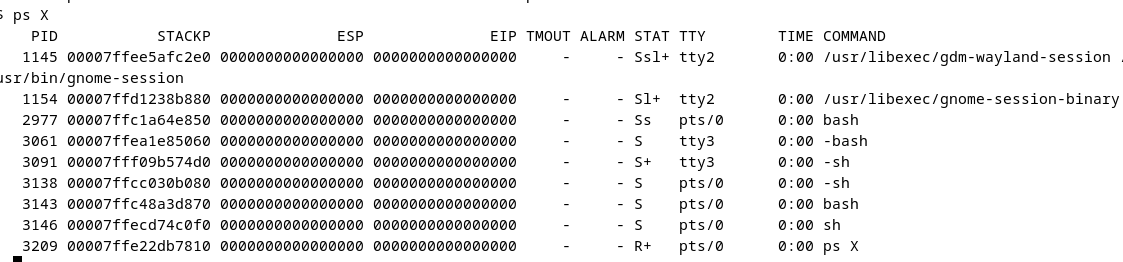 $ ps X
PID STACKP ESP EIP TMOUT ALARM STAT TTY TIME COMMAND
1145 00007ffee5afc2e0 0000000000000000 0000000000000000 - - Ssl+ tty2 0:00 /usr/libexec/gdm-wayland-session /
usr/bin/gnome-session
1154 00007ffd1238b880 0000000000000000 0000000000000000 - - Sl+ tty2 0:00 /usr/libexec/gnome-session-binary
2977 00007ffc1a64e850 0000000000000000 0000000000000000 - - Ss pts/0 0:00 bash
3061 00007ffea1e85060 0000000000000000 0000000000000000 - - S tty3 0:00 -bash
3091 00007fff09b574d0 0000000000000000 0000000000000000 - - S+ tty3 0:00 -sh
3138 00007ffcc030b080 0000000000000000 0000000000000000 - - S pts/0 0:00 -sh
3143 00007ffc48a3d870 0000000000000000 0000000000000000 - - S pts/0 0:00 bash
3146 00007ffecd74c0f0 0000000000000000 0000000000000000 - - S pts/0 0:00 sh
3209 00007ffe22db7810 0000000000000000 0000000000000000 - - R+ pts/0 0:00 ps X